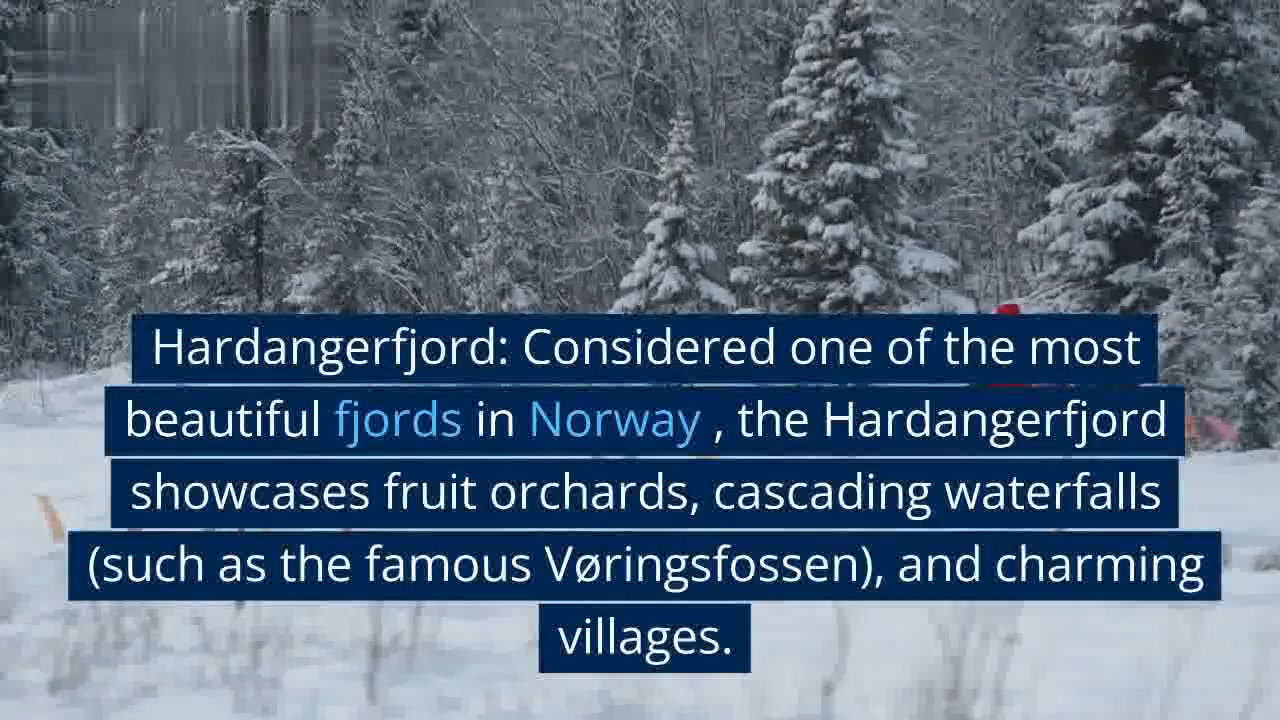 Hardangerfjord: Considered one of the most
beautiful fjords in Norway , the Hardangerfjord
showcases fruit orchards, cascading waterfalls
(such as the famous Vøringsfossen), and charming
villages.